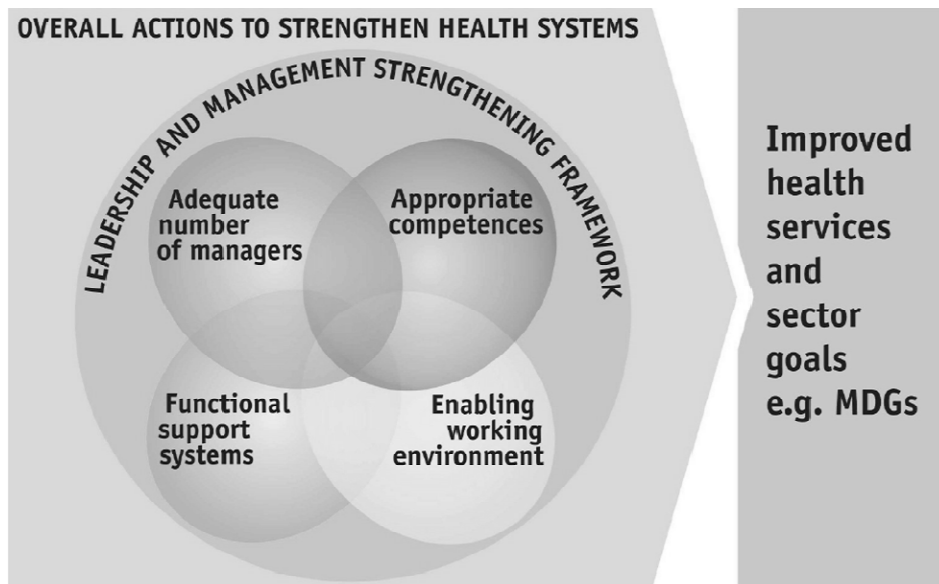 OVERALL ACTIONS TO STRENGTHEN HEALTH SYSTEMS
LEADERSHIP AND MANAGEMENT STRENGTHENING FRAMEWORK
Adequate
number
of managers
Appropriate
competences
Functional
support
systems
Enabling
working
environment
Improved
health
services
and
sector
goals
e.g. MDGs